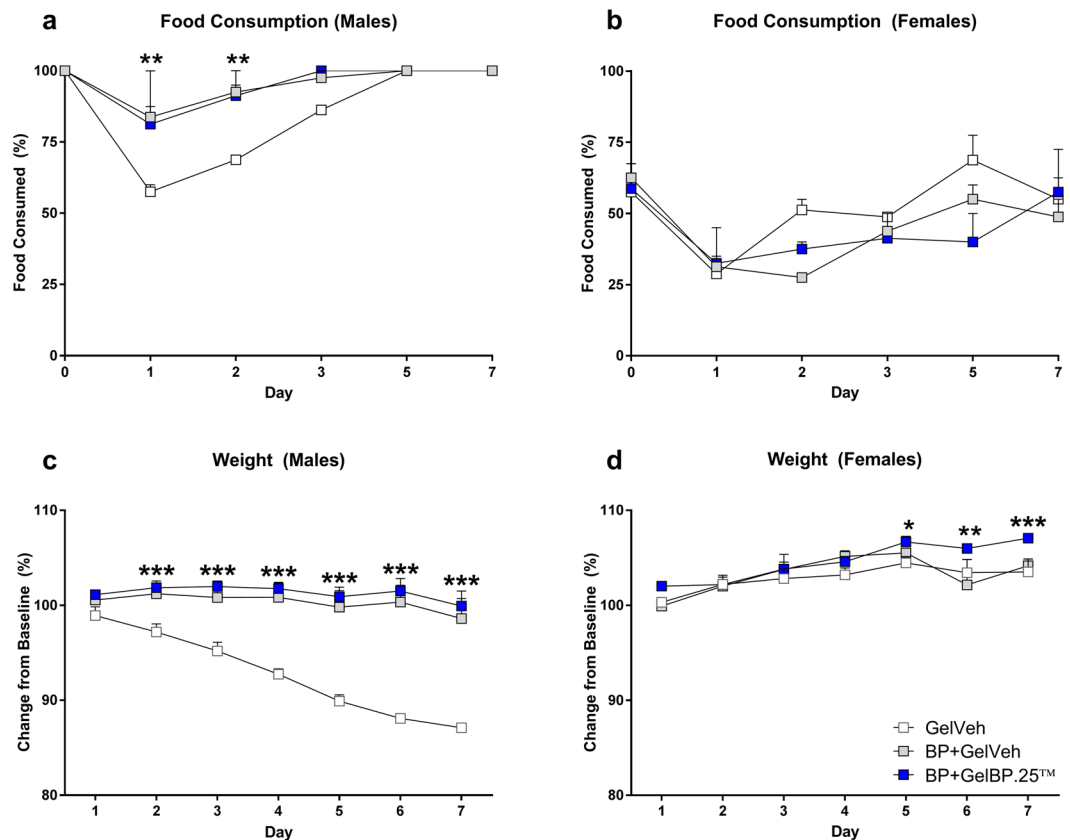 a
Food Consumption (Males)
** **
100
75
50
25
0
Food Consumed (%)
0 1 2 3 5 7
Day
b
Food Consumption (Females)
100
75
50
25
0
Food Consumed (%)
0 1 2 3 5 7
Day
c
Weight (Males)
*** *** *** *** *** ***
110
100
90
80
Change from Baseline (%)
1 2 3 4 5 6 7
Day
d
Weight (Females)
* ** ***
110
100
90
80
Change from Baseline (%)
GelVeh
BP+GelVeh
BP+GelBP.25™
1 2 3 4 5 6 7
Day